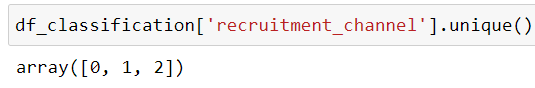 df_classification['recruitment_channel'].unique()
array([0, 1, 2])